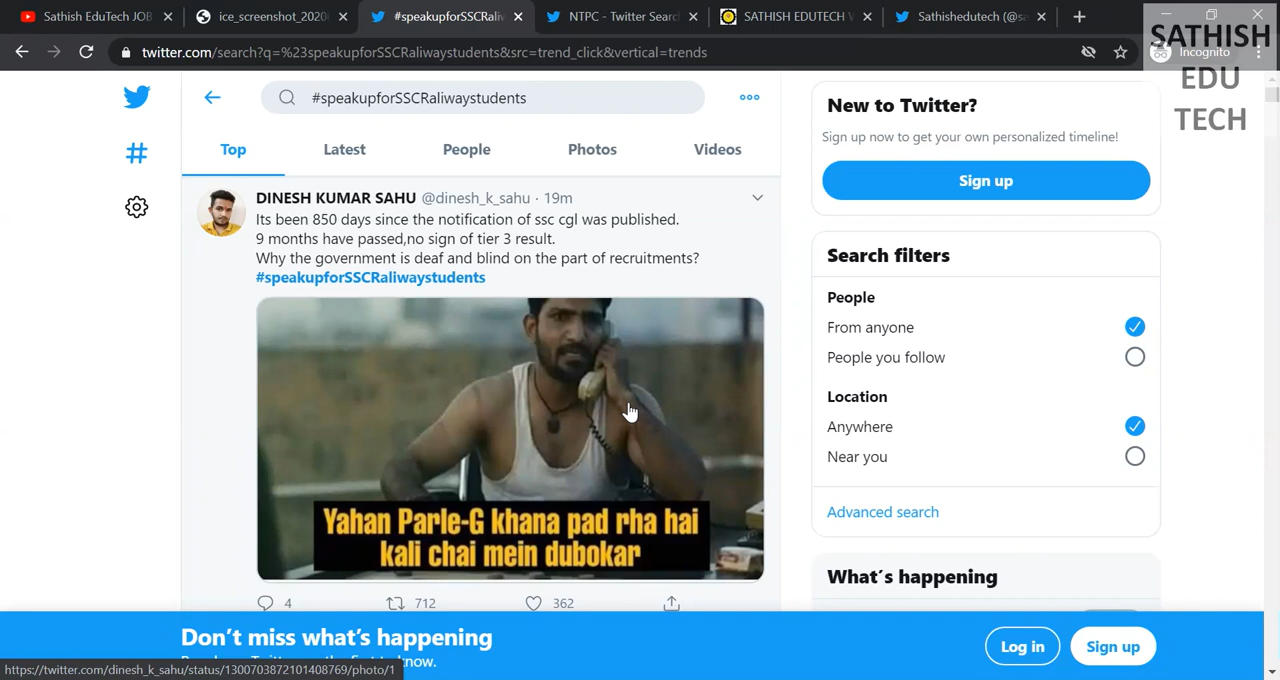 Sathish EduTech JOB
ice_screenshot_2020
#speakupforSSCRaliw
NTPC - Twitter Searc
SATHISH EDUTECH W
Sathishedutech (@sa
twitter.com/search?q=%23speakupforSSCRaliwaystudents&src=trend_click&vertical=trends
Incognito
SATHISH
EDU
TECH
#speakupforSSCRaliwaystudents
Top
Latest
People
Photos
Videos
DINESH KUMAR SAHU @dinesh_k_sahu · 19m
Its been 850 days since the notification of ssc cgl was published.
9 months have passed,no sign of tier 3 result.
Why the government is deaf and blind on the part of recruitments?
#speakupforSSCRaliwaystudents
Yahan Parle-G khana pad rha hai
kali chai mein dubokar
4
712
362
New to Twitter?
Sign up now to get your own personalized timeline!
Sign up
Search filters
People
From anyone
People you follow
Location
Anywhere
Near you
Advanced search
What's happening
Don't miss what's happening
know.
Log in
Sign up
https://twitter.com/dinesh_k_sahu/status/1300703872101408769/photo/1